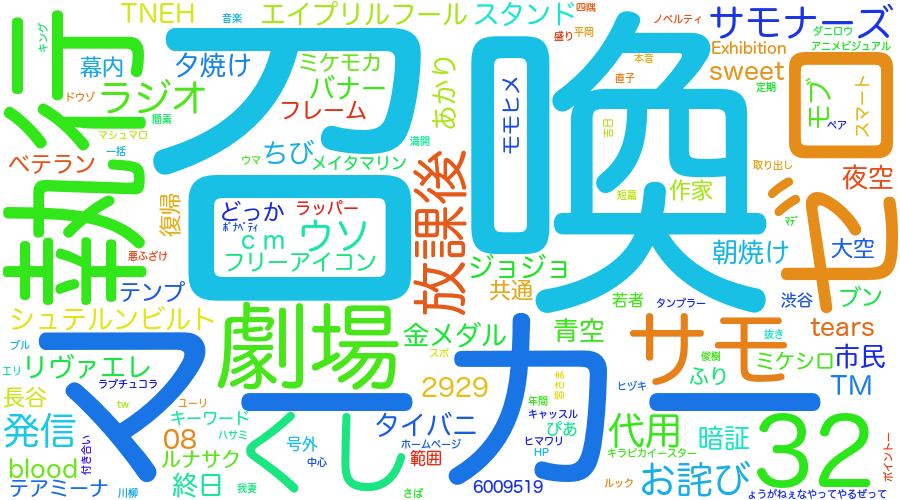 TNEH
エイプリルフール
スタンド
四隅
ノベルティ
サモナーズ
音楽
キング
盛り
平岡
ダニロウ
アニメビジュアル
幕内
夕焼け
ミケモカ
Exhibition
本音
sweet
ドウゾ
ラジオ
バナー
あかり
直子
定期
執行
召喚
ゼロ
モブ
スマート
ペア
マシュマロ
簡素
フレーム
モモヒメ
吉日
満開
ベテラン
一括
ウマ
ちび
メイタマリン
放課後
取り出し
夜空
復帰
どっか
ラッパー
短篇
作家
ボナペティ
cm
ウソ
フリーアイコン
マデ
悪ふざけ
朝焼け
大空
テンプ
ジョジョ
共通
若者
タンブラー
渋谷
ブン
シュテルンビルト
劇場
金メダル
青空
サモ
抜き
tears
ブル
マーカー
スポ
俊樹
ミケシロ
市民
エリ
リヴァエレ
ラブチュコラ
2929
皆さま
ヒヅキ
ふり
TM
長谷
tw
ユーリ
年間
キーワード
くし
タイバニ
キャッスル
ぴあ
代用
暗証
32
発信
付き合い
08
ハサミ
号外
ホームページ
ヒマワリ
HP
キラピカイースター
ポイントー
blood
ルナサク
中心
範囲
お詫び
テアミーナ
川柳
終日
我妻
さば
6009519
ルック
ょうがねぇなやってやるぜって